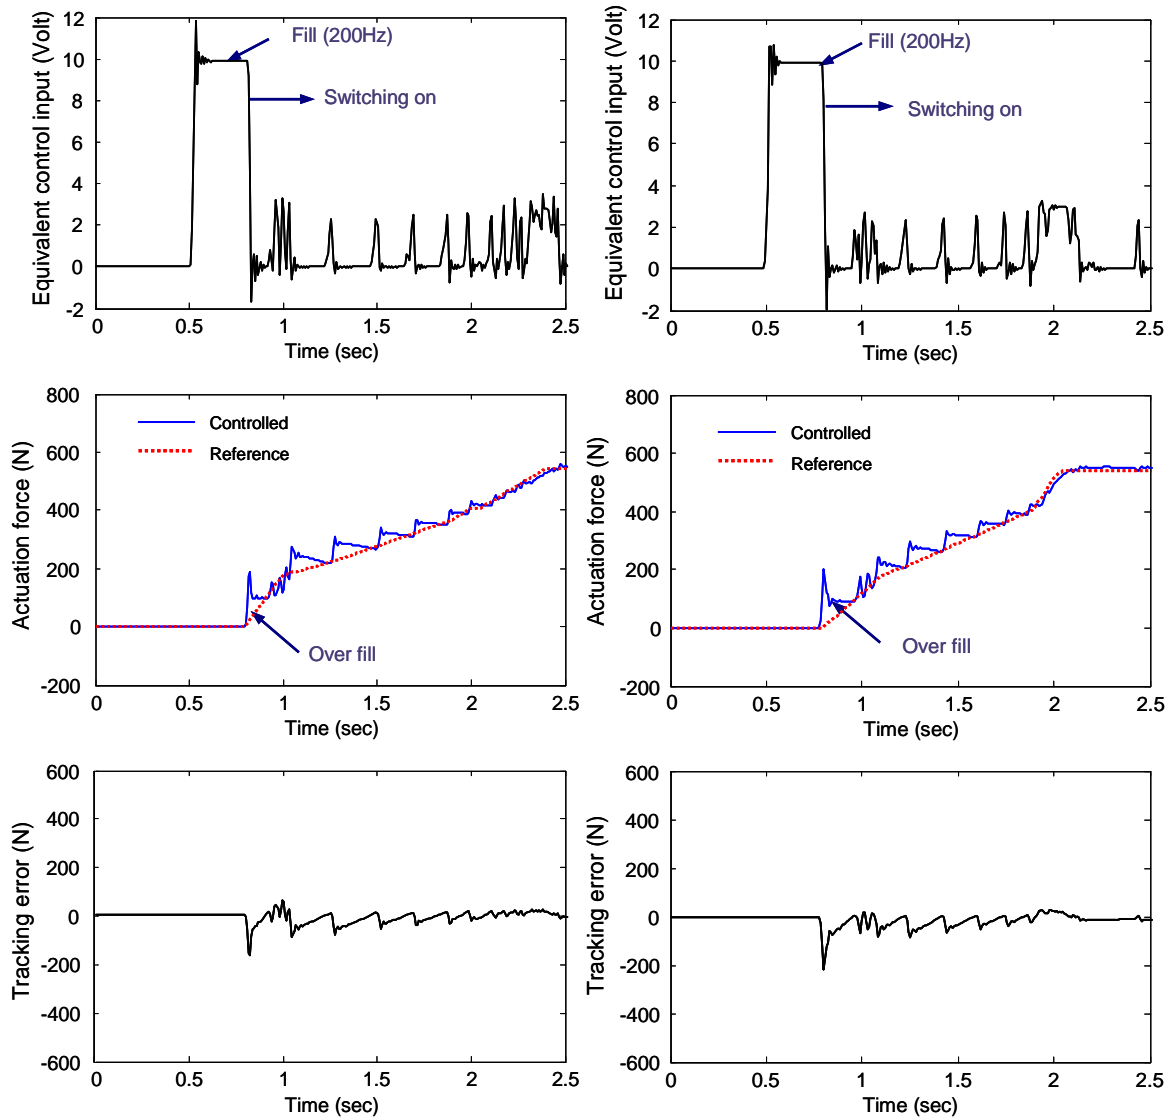 Equivalent control input (Volt)
12
10
8
6
4
2
0
-2
Fill (200Hz)
Switching on
0 0.5 1 1.5 2 2.5
Time (sec)
Equivalent control input (Volt)
12
10
8
6
4
2
0
-2
Fill (200Hz)
Switching on
0 0.5 1 1.5 2 2.5
Time (sec)
Actuation force (N)
800
600
400
200
0
-200
Controlled
Reference
Over fill
0 0.5 1 1.5 2 2.5
Time (sec)
Actuation force (N)
800
600
400
200
0
-200
Controlled
Reference
Over fill
0 0.5 1 1.5 2 2.5
Time (sec)
Tracking error (N)
600
400
200
0
-200
-400
-600
0 0.5 1 1.5 2 2.5
Time (sec)
Tracking error (N)
600
400
200
0
-200
-400
-600
0 0.5 1 1.5 2 2.5
Time (sec)